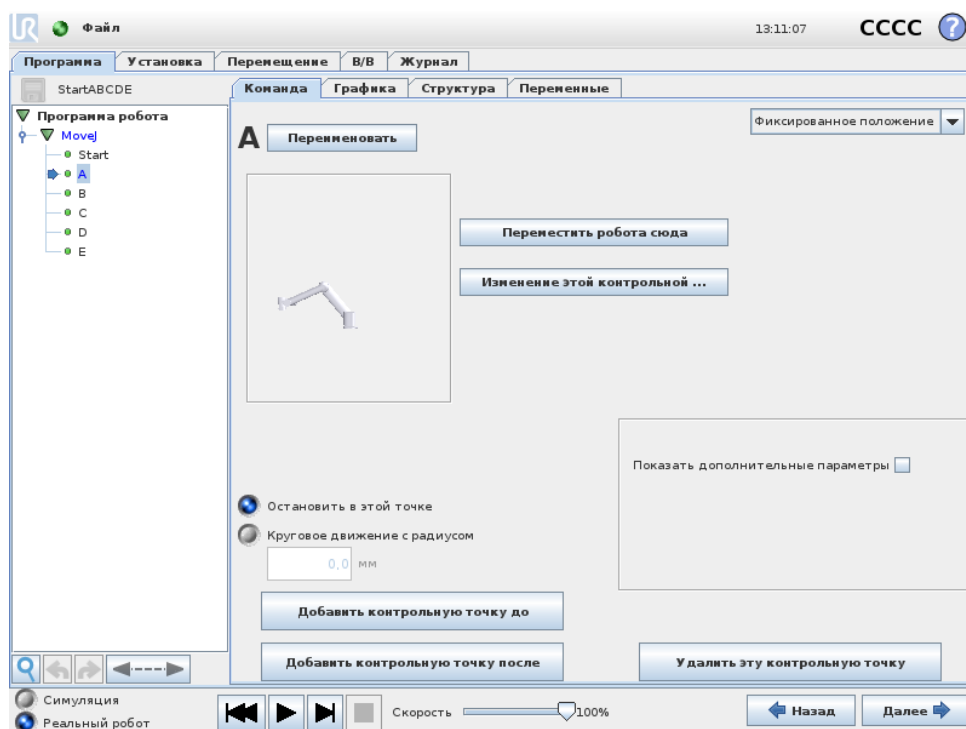 UR Файл 13:11:07 CCCC ?
Программа Установка Перемещение В/В Журнал
StartABCDE
Команда Графика Структура Переменные
Программа робота
MoveJ
Start
A
B
C
D
E
A Переименовать
Фиксированное положение
Переместить робота сюда
Изменение этой контрольной ...
Показать дополнительные параметры
Остановить в этой точке
Круговое движение с радиусом
0,0 мм
Добавить контрольную точку до
Добавить контрольную точку после
Удалить эту контрольную точку
Симуляция
Реальный робот
Скорость 100%
Назад Далее